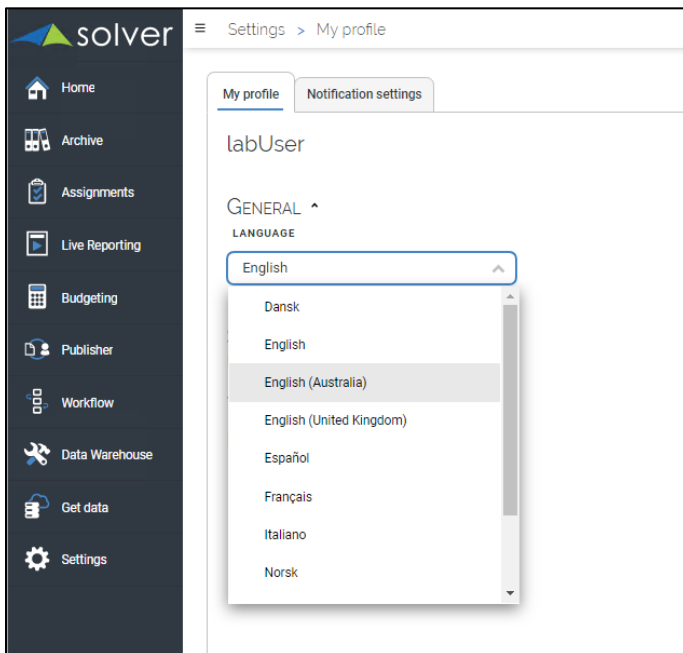 solver
Settings > My profile
Home
Archive
Assignments
Live Reporting
Budgeting
Publisher
Workflow
Data Warehouse
Get data
Settings
My profile
Notification settings
labUser
GENERAL
LANGUAGE
English
Dansk
English
English (Australia)
English (United Kingdom)
Español
Français
Italiano
Norsk